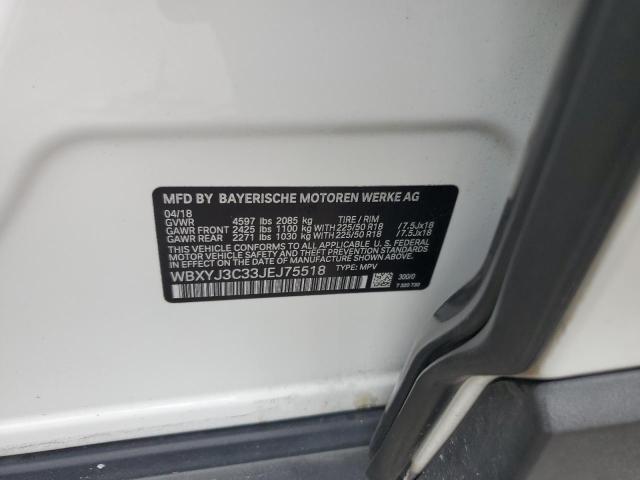 MFD BY BAYERISCHE MOTOREN WERKE AG
04/18
GVWR 4597 lbs 2085 kg TIRE / RIM
GAWR FRONT 2425 lbs 1100 kg WITH 225/50 R18 /7.5Jx18
GAWR REAR 2271 lbs 1030 kg WITH 225/50 R18 /7.5Jx18
THIS VEHICLE CONFORMS TO ALL APPLICABLE U. S. FEDERAL
MOTOR VEHICLE SAFETY, BUMPER, AND THEFT PREVENTION
STANDARDS IN EFFECT ON THE DATE OF MANUFACTURE SHOWN ABOVE.
WBXYJ3C33JEJ75518 TYPE: MPV
300/0